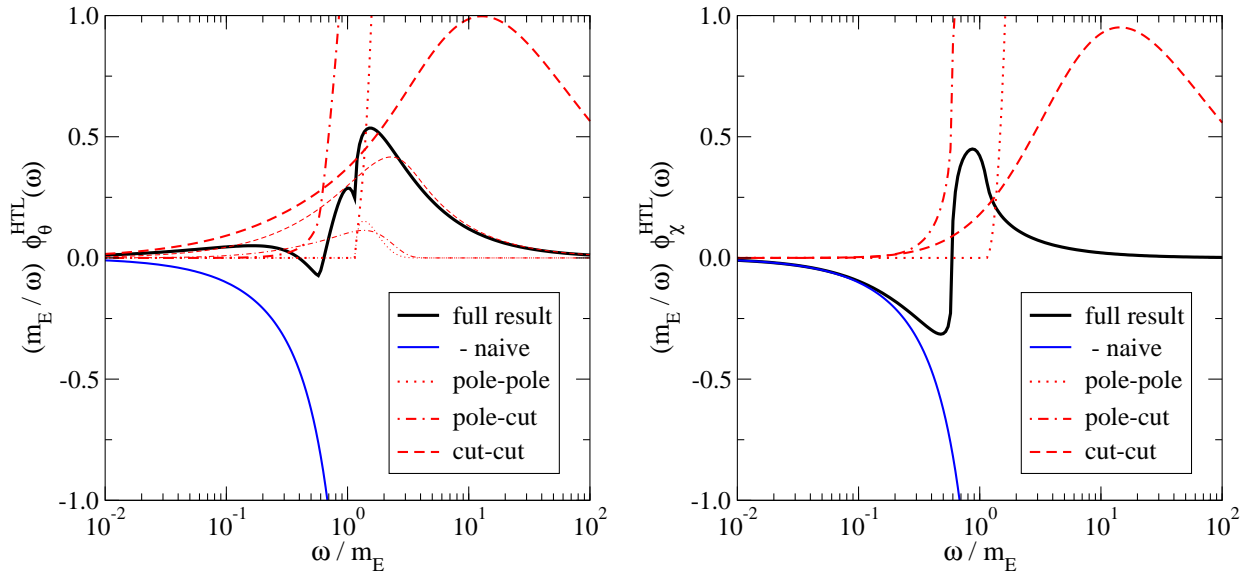 1.0
0.5
0.0
-0.5
-1.0
(m_E / ω) ϕ_θ^HTL(ω)
full result
- naive
pole-pole
pole-cut
cut-cut
10^-2 10^-1 10^0 10^1 10^2
ω / m_E
1.0
0.5
0.0
-0.5
-1.0
(m_E / ω) ϕ_χ^HTL(ω)
full result
- naive
pole-pole
pole-cut
cut-cut
10^-2 10^-1 10^0 10^1 10^2
ω / m_E